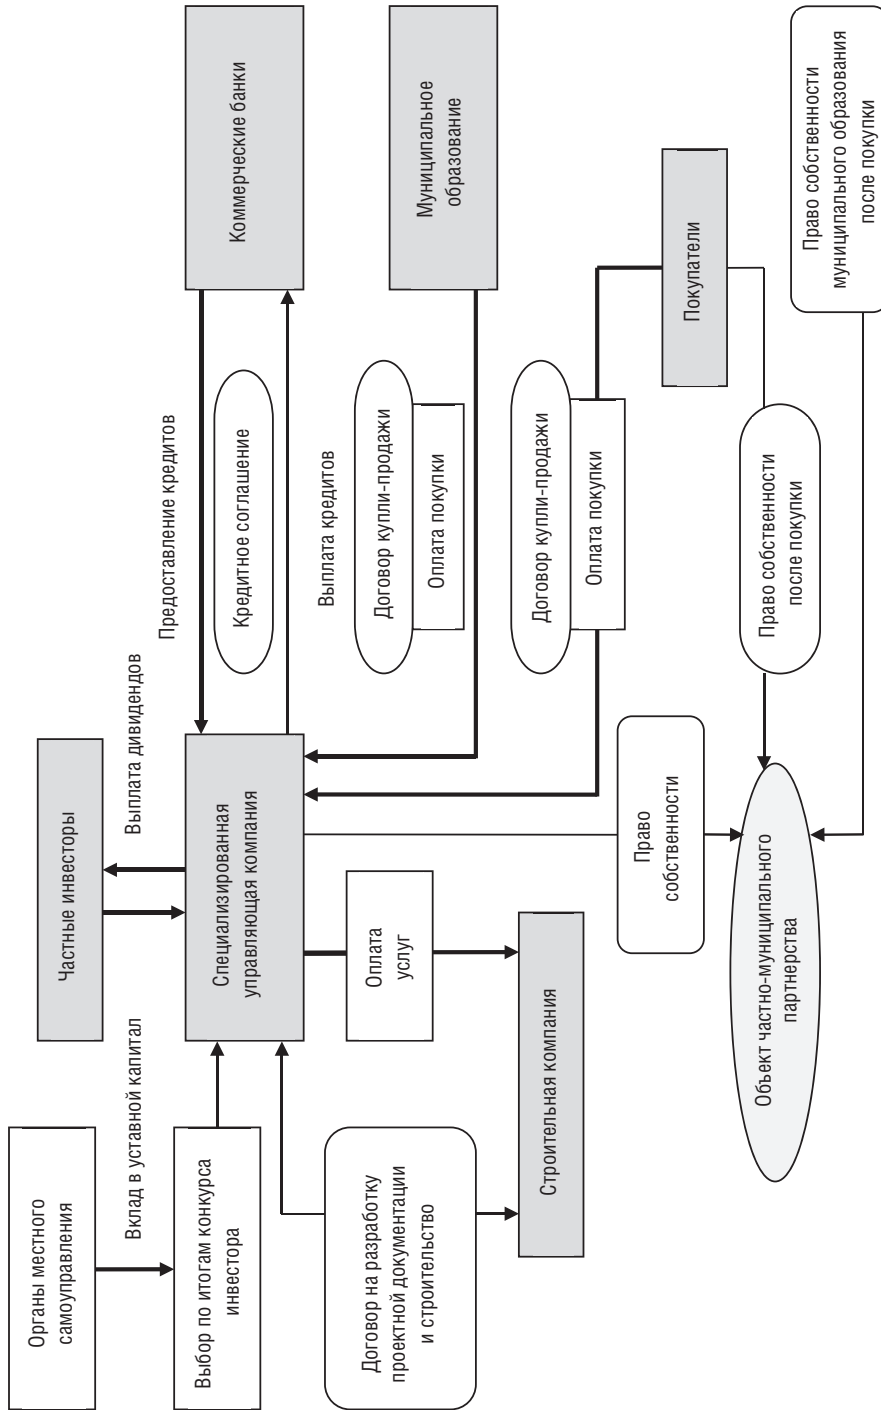 Органы местного
самоуправления
Вклад в уставной капитал
Частные инвесторы
Выплата дивидендов
Предоставление кредитов
Коммерческие банки
Выбор по итогам конкурса
инвестора
Специализированная
управляющая компания
Кредитное соглашение
Выплата кредитов
Договор на разработку
проектной документации
и строительство
Оплата
услуг
Договор купли-продажи
Оплата покупки
Муниципальное
образование
Строительная компания
Договор купли-продажи
Оплата покупки
Покупатели
Право
собственности
Объект частно-муниципального
партнерства
Право собственности
после покупки
Право собственности
муниципального образования
после покупки